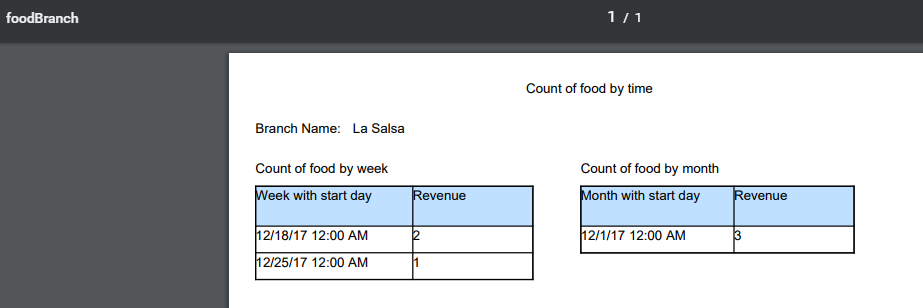 foodBranch 1 / 1
Count of food by time
Branch Name: La Salsa
Count of food by week Count of food by month
Week with start day Revenue Month with start day Revenue
12/18/17 12:00 AM 2 12/1/17 12:00 AM 3
12/25/17 12:00 AM 1